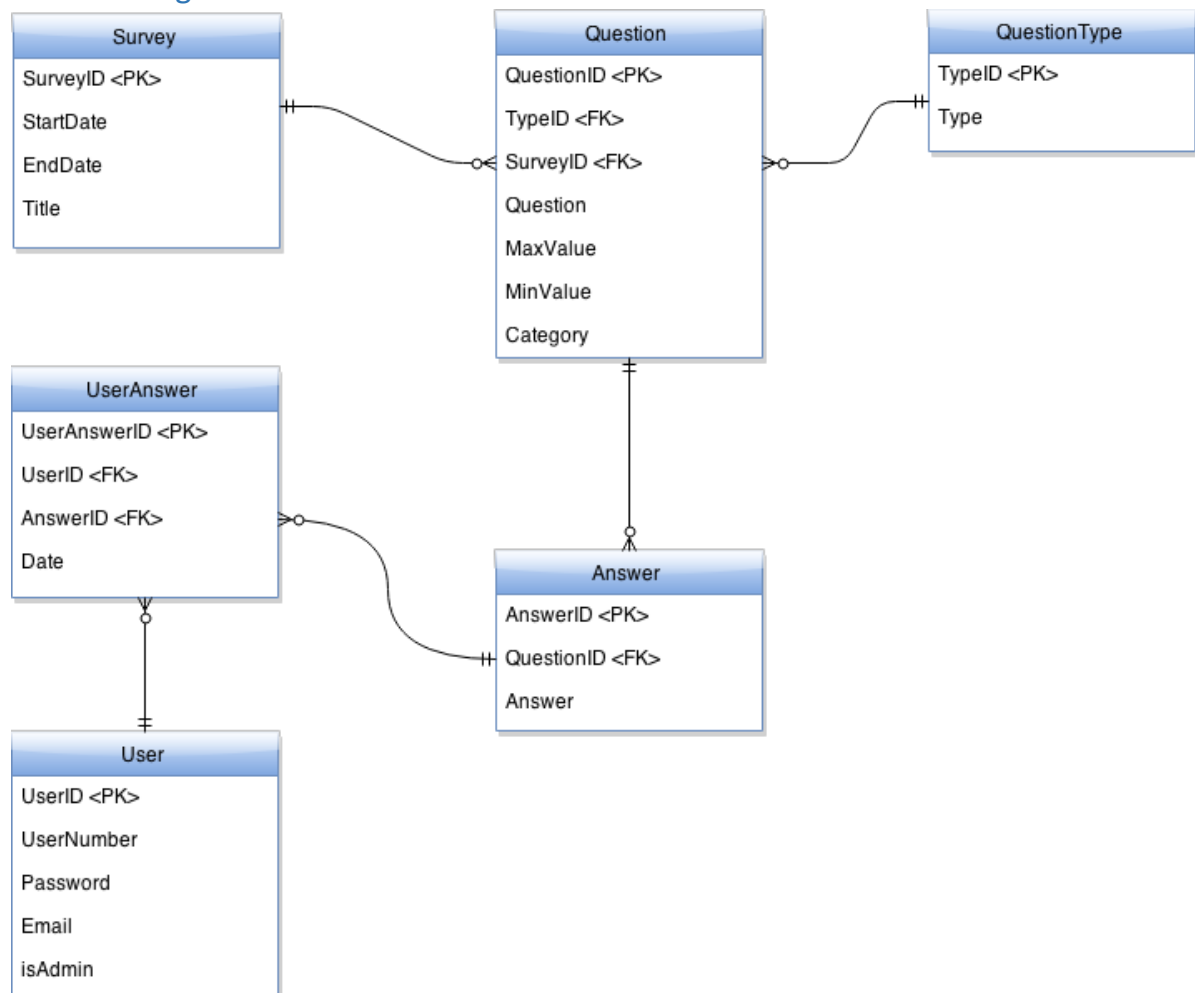 Survey
SurveyID <PK>
StartDate
EndDate
Title
Question
QuestionID <PK>
TypeID <FK>
SurveyID <FK>
Question
MaxValue
MinValue
Category
QuestionType
TypeID <PK>
Type
UserAnswer
UserAnswerID <PK>
UserID <FK>
AnswerID <FK>
Date
Answer
AnswerID <PK>
QuestionID <FK>
Answer
User
UserID <PK>
UserNumber
Password
Email
isAdmin